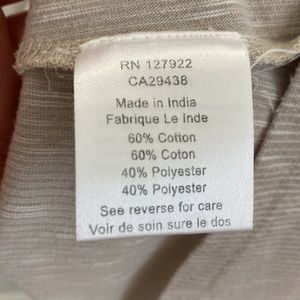 RN 127922
CA29438
Made in India
Fabrique Le Inde
60% Cotton
60% Coton
40% Polyester
40% Polyester
See reverse for care
Voir de soin sure le dos